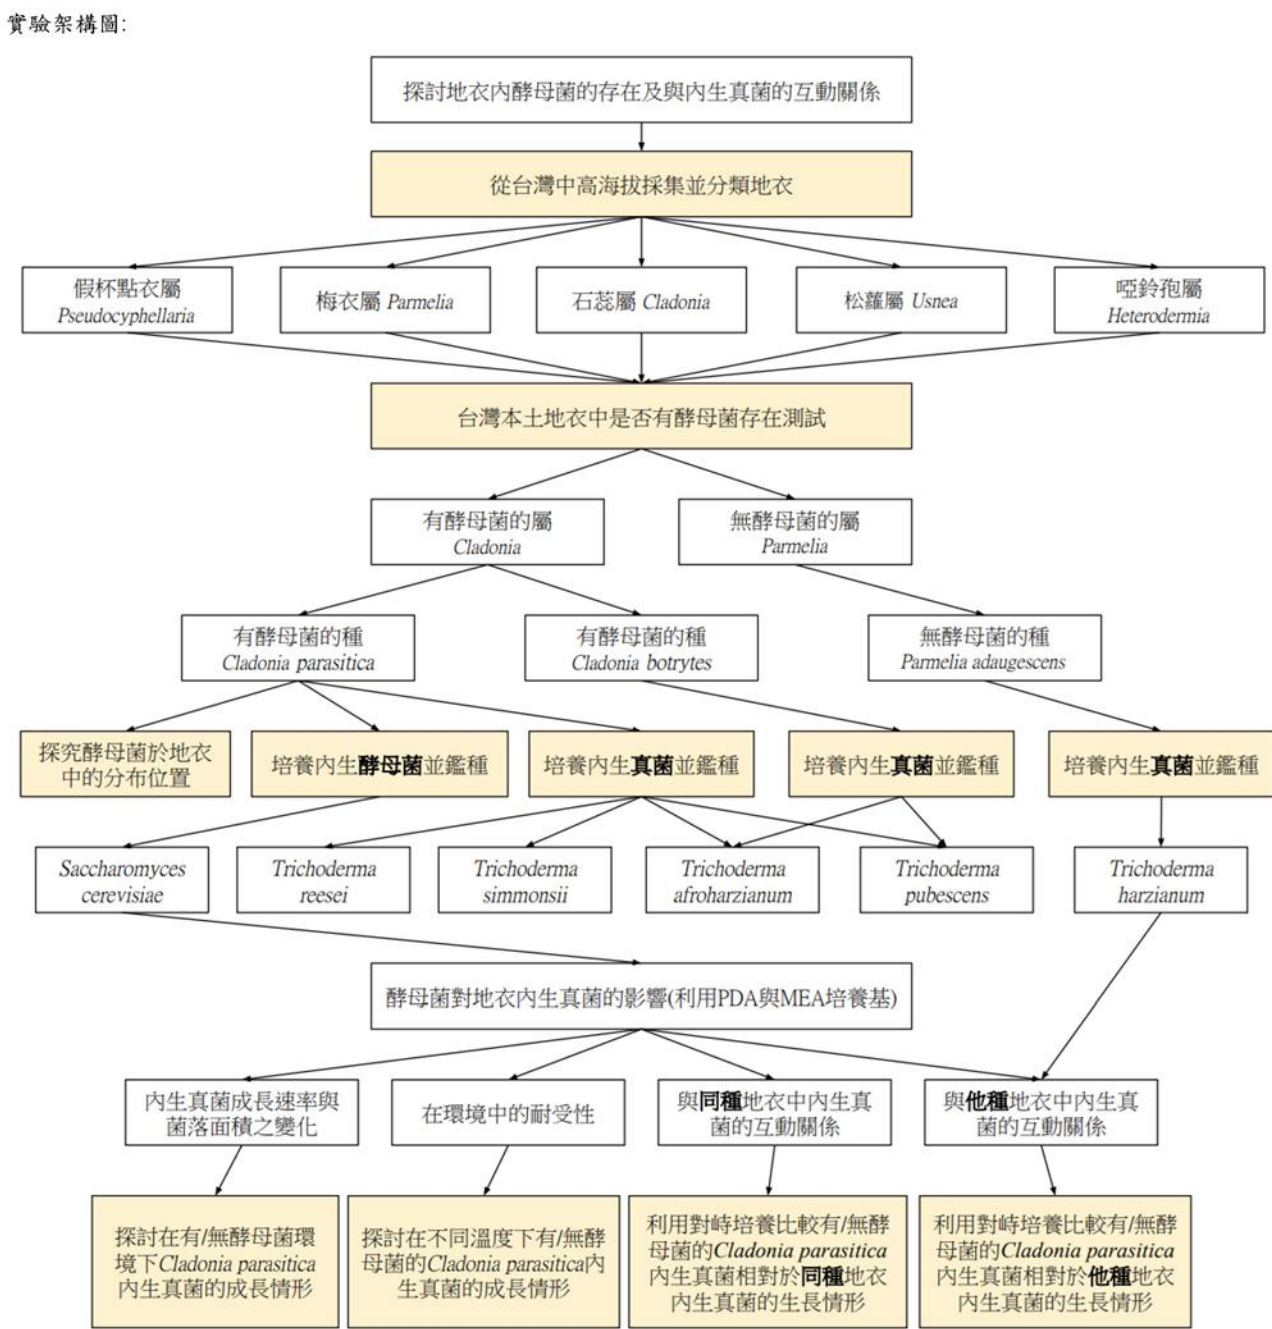 實驗架構圖:
探討地衣內酵母菌的存在及與內生真菌的互動關係
從台灣中高海拔採集並分類地衣
假杯點衣屬
Pseudocyphellaria
梅衣屬 Parmelia
石蕊屬 Cladonia
松蘿屬 Usnea
啞鈴孢屬
Heterodermia
台灣本土地衣中是否有酵母菌存在測試
有酵母菌的屬
Cladonia
無酵母菌的屬
Parmelia
有酵母菌的種
Cladonia parasitica
有酵母菌的種
Cladonia botrytes
無酵母菌的種
Parmelia adaugescens
探究酵母菌於地衣
中的分布位置
培養內生酵母菌並鑑種
培養內生真菌並鑑種
培養內生真菌並鑑種
培養內生真菌並鑑種
Saccharomyces
cerevisiae
Trichoderma
reesei
Trichoderma
simmonsii
Trichoderma
afroharzianum
Trichoderma
pubescens
Trichoderma
harzianum
酵母菌對地衣內生真菌的影響(利用PDA與MEA培養基)
內生真菌成長速率與
菌落面積之變化
在環境中的耐受性
與同種地衣中內生真
菌的互動關係
與他種地衣中內生真
菌的互動關係
探討在有/無酵母菌環
境下Cladonia parasitica
內生真菌的成長情形
探討在不同溫度下有/無酵
母菌的Cladonia parasitica內
生真菌的成長情形
利用對峙培養比較有/無酵
母菌的Cladonia parasitica
內生真菌相對於同種地衣
內生真菌的生長情形
利用對峙培養比較有/無酵
母菌的Cladonia parasitica
內生真菌相對於他種地衣
內生真菌的生長情形